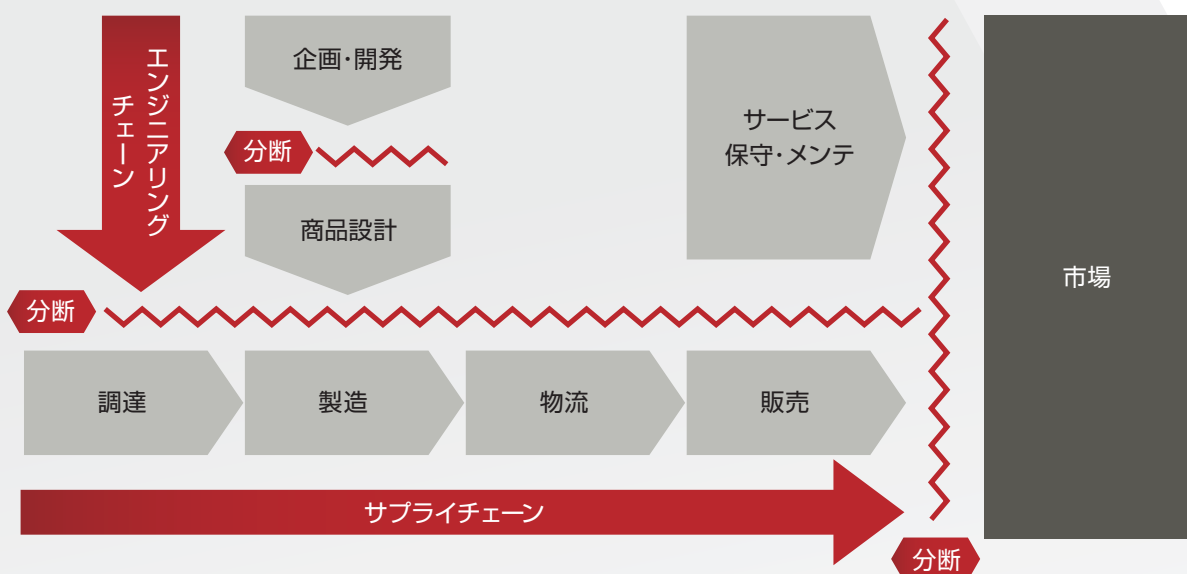 エンジニアリング
チェーン
企画・開発
分断
商品設計
サービス
保守・メンテ
市場
分断
調達
製造
物流
販売
サプライチェーン
分断